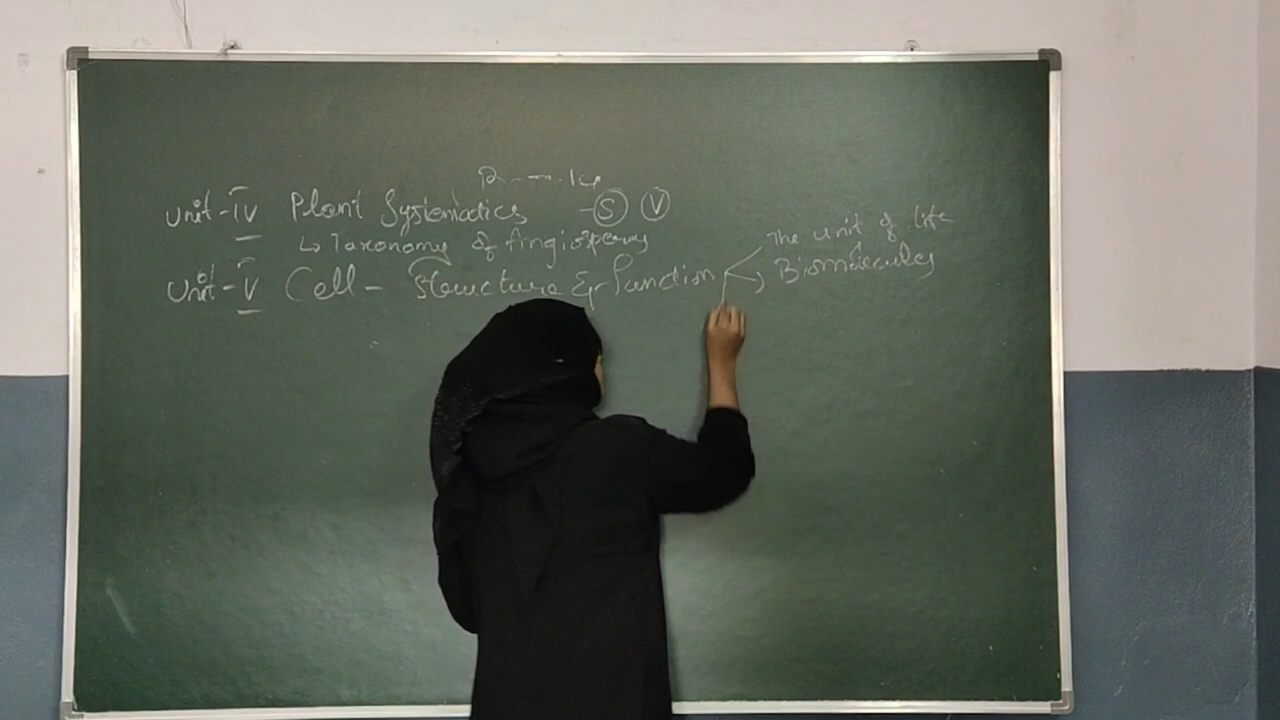 Unit-IV Plant Systematics -Ⓢ Ⓥ
↳ Taxonomy of Angiosperms
The unit of life
Unit-V Cell - Structure & function
Biomolecules